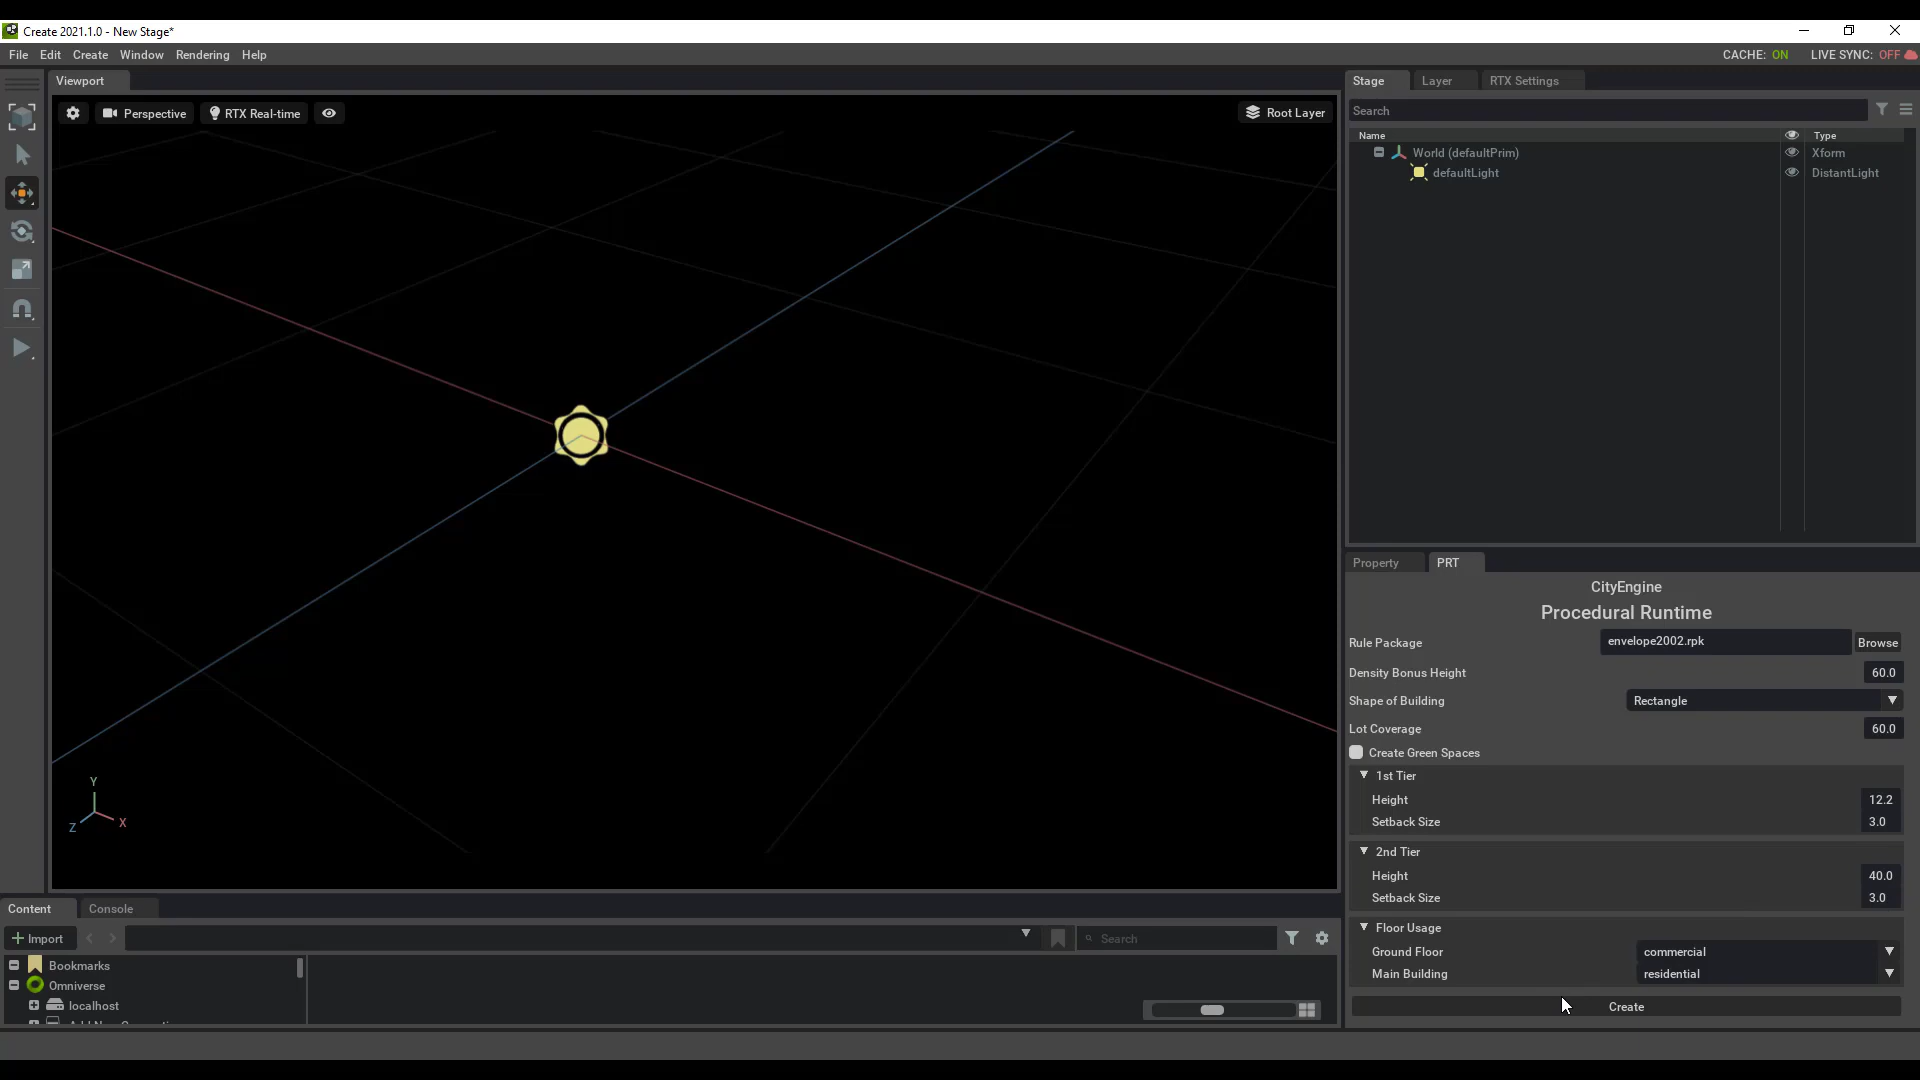 Create 2021.1.0 - New Stage*
File Edit Create Window Rendering Help
CACHE: ON LIVE SYNC: OFF
Viewport
Perspective
RTX Real-time
Root Layer
Y
Z
X
Stage Layer RTX Settings
Search
Name Type
World (defaultPrim) Xform
defaultLight DistantLight
Property PRT
CityEngine
Procedural Runtime
Rule Package envelope2002.rpk Browse
Density Bonus Height 60.0
Shape of Building Rectangle
Lot Coverage 60.0
Create Green Spaces
1st Tier
Height 12.2
Setback Size 3.0
2nd Tier
Height 40.0
Setback Size 3.0
Floor Usage
Ground Floor commercial
Main Building residential
Create
Content Console
Import
Search
Bookmarks
Omniverse
localhost